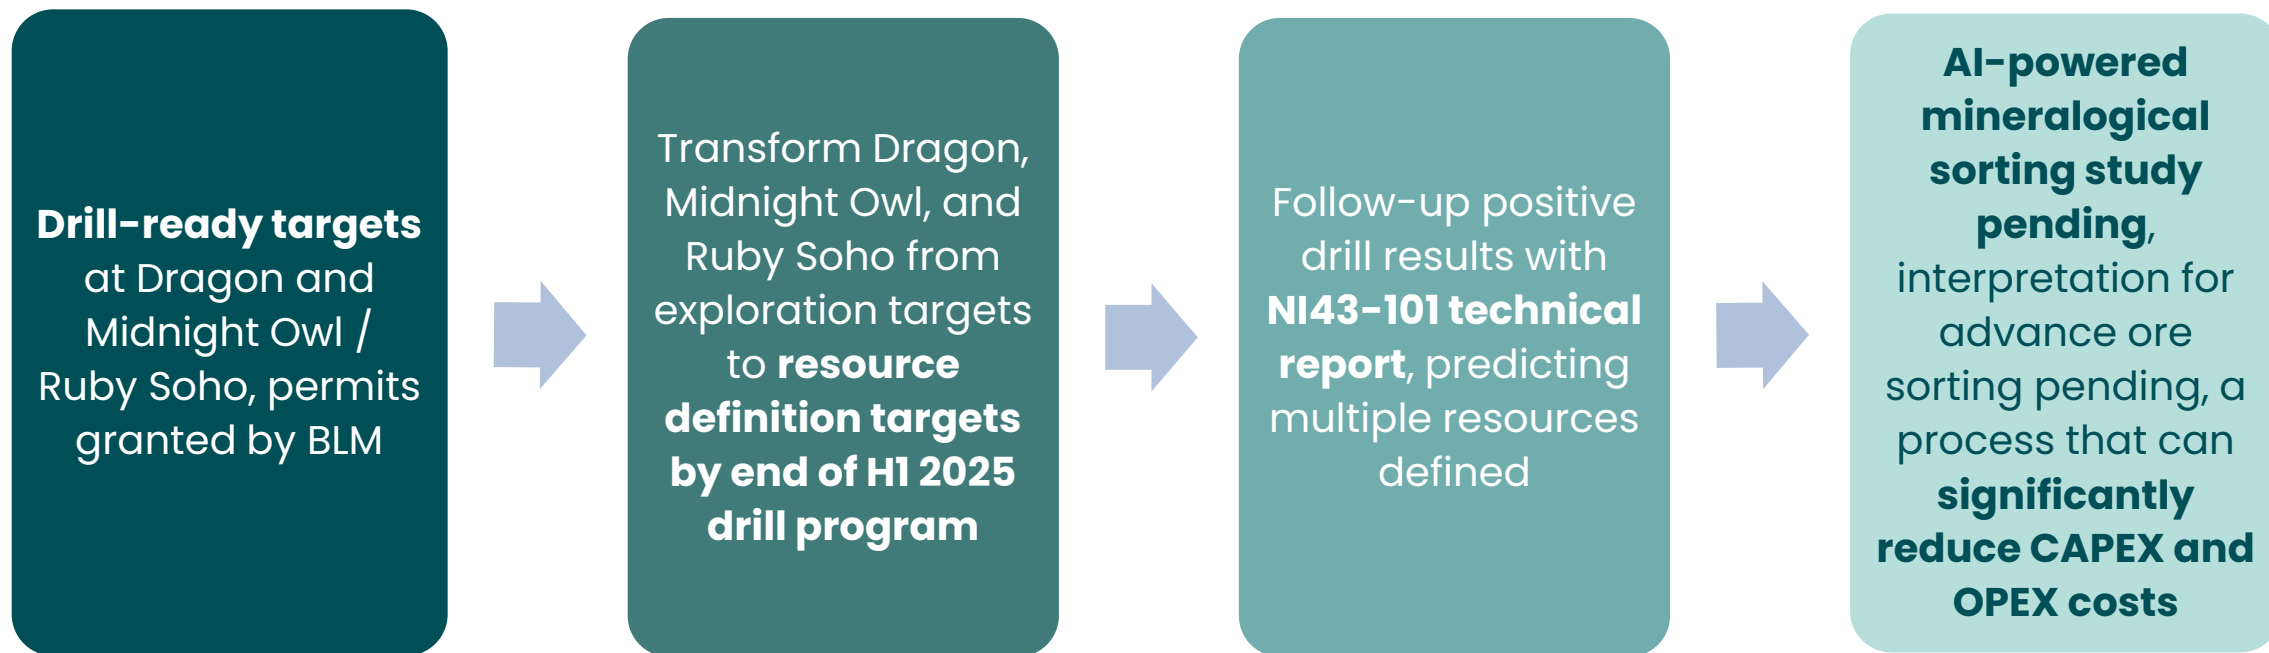 Drill-ready targets
at Dragon and
Midnight Owl /
Ruby Soho, permits
granted by BLM
Transform Dragon,
Midnight Owl, and
Ruby Soho from
exploration targets
to resource
definition targets
by end of H1 2025
drill program
Follow-up positive
drill results with
NI43-101 technical
report, predicting
multiple resources
defined
AI-powered
mineralogical
sorting study
pending,
interpretation for
advance ore
sorting pending, a
process that can
significantly
reduce CAPEX and
OPEX costs